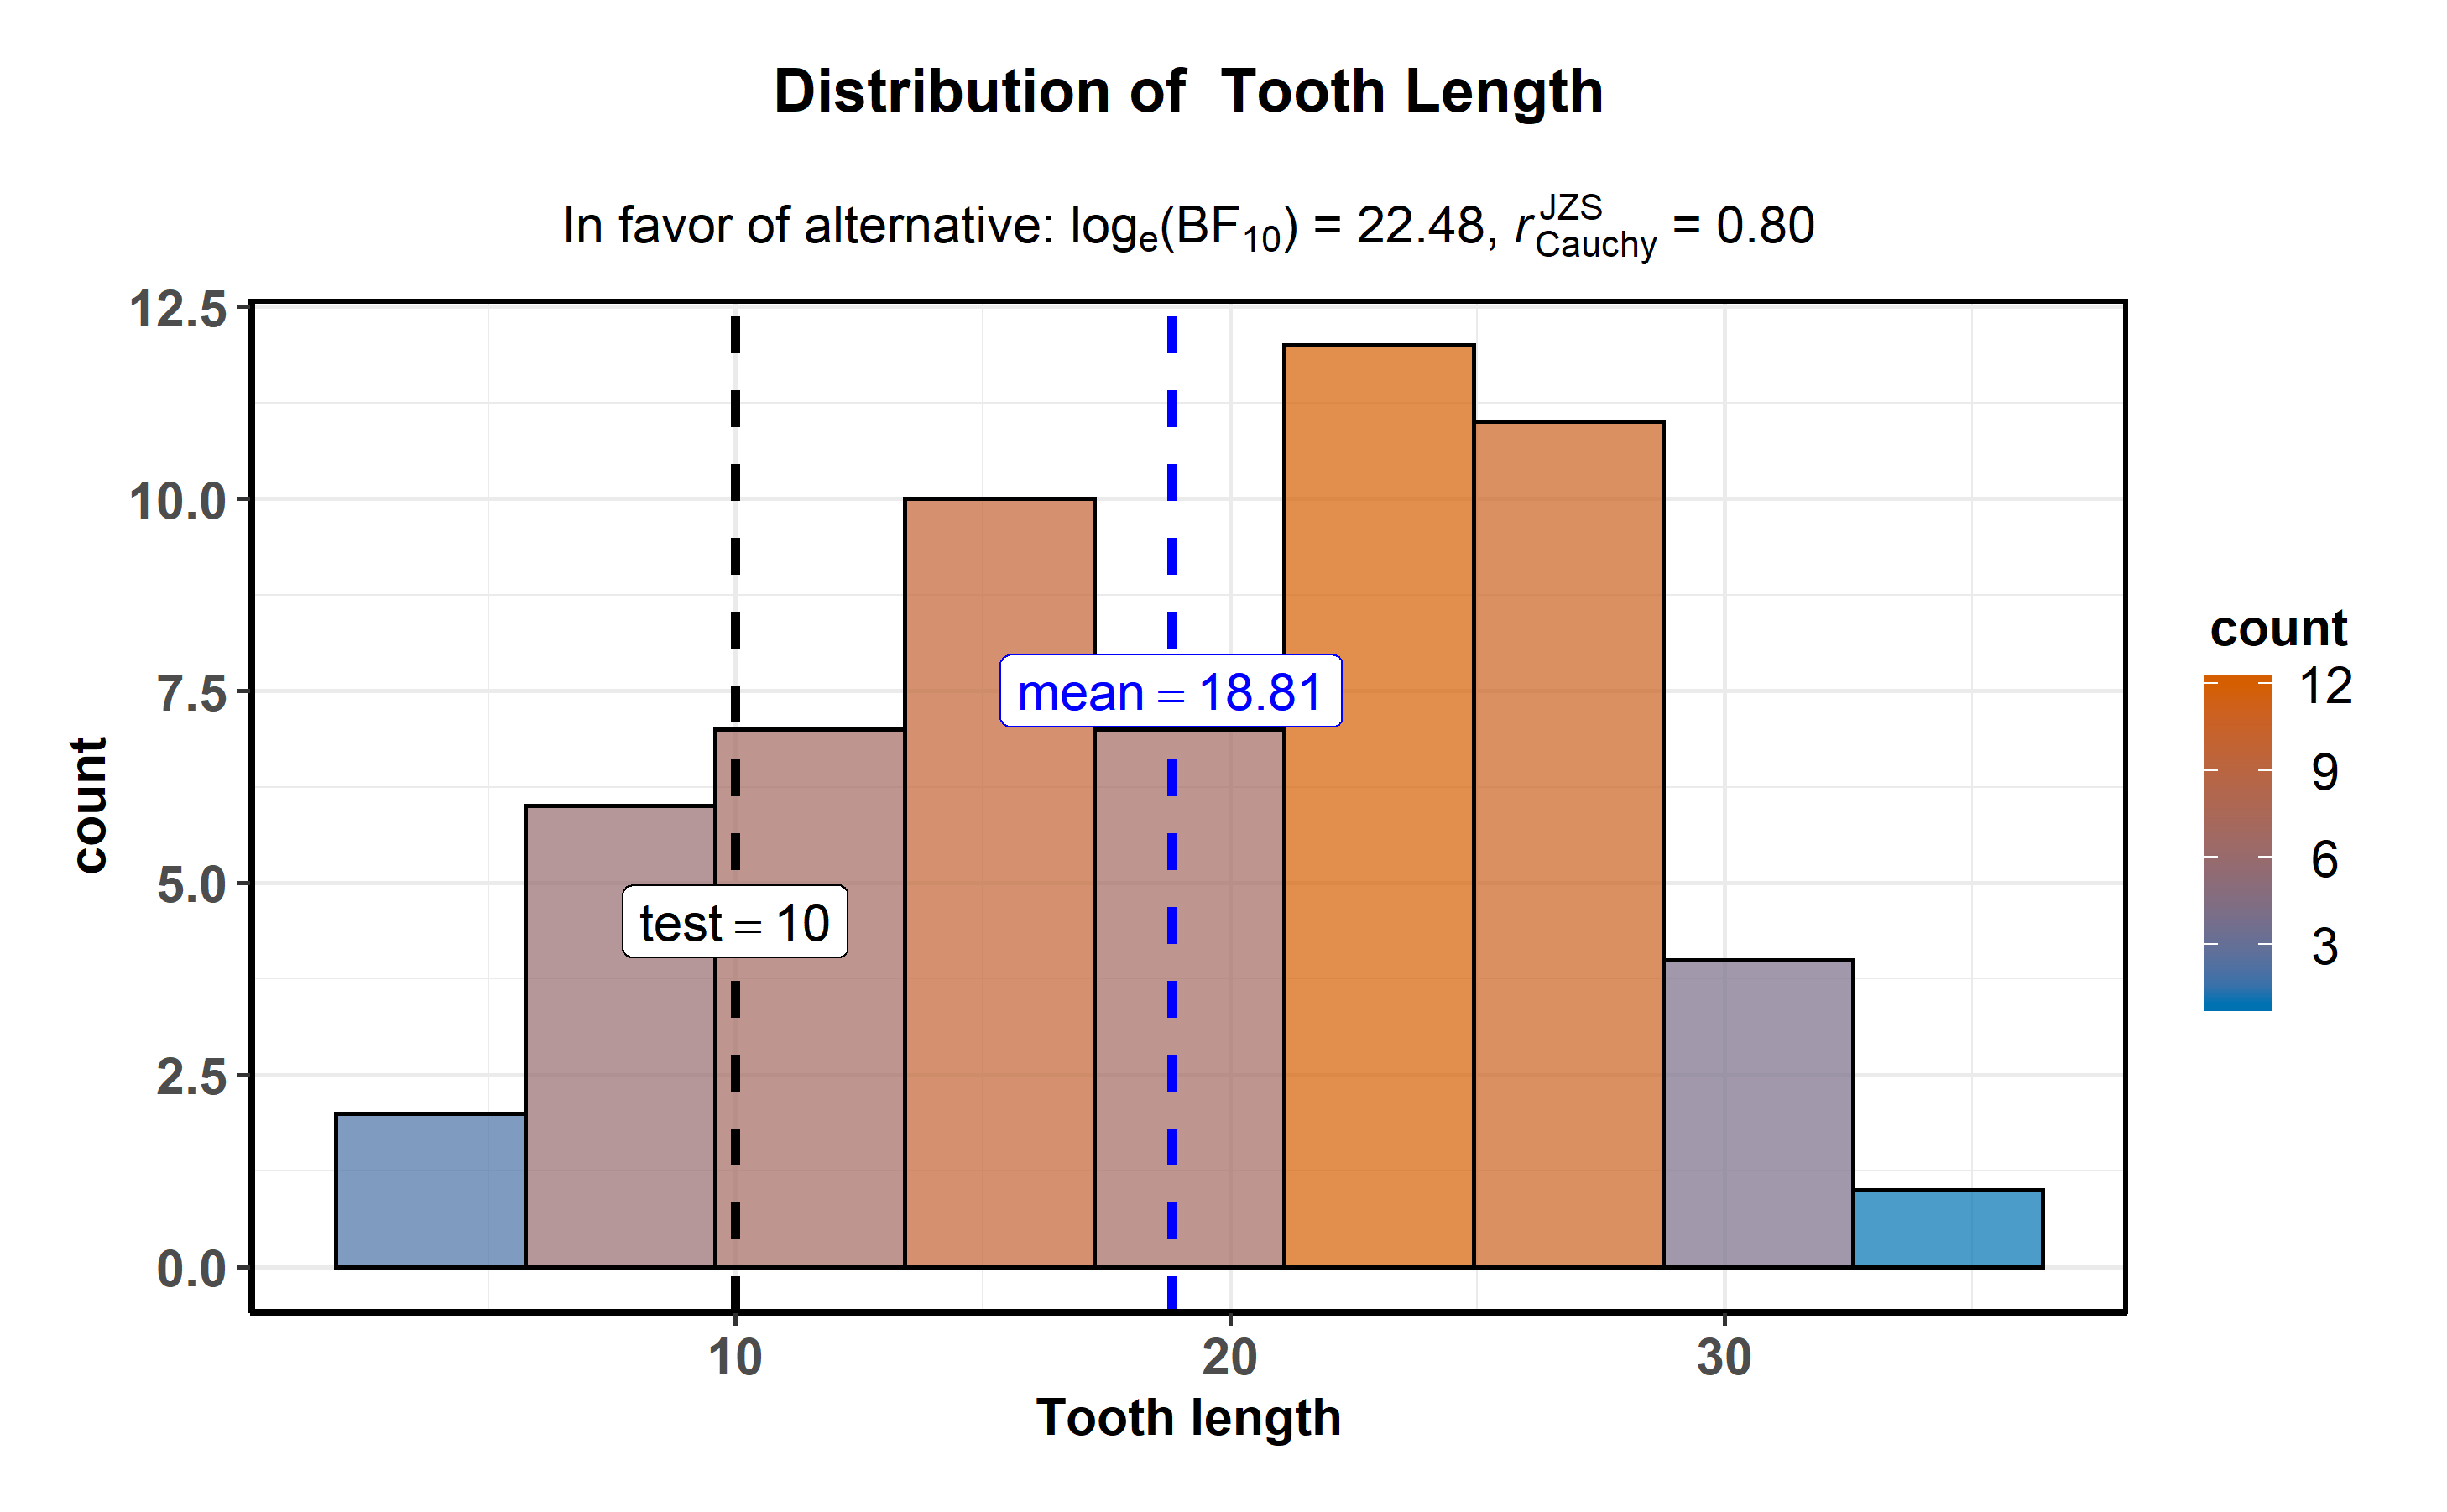 Distribution of  Tooth Length
In favor of alternative: logₑ(BF₁₀) = 22.48, r^JZS_Cauchy = 0.80
12.5
10.0
7.5
5.0
2.5
0.0
count
mean = 18.81
test = 10
10 20 30
Tooth length
count
12
9
6
3